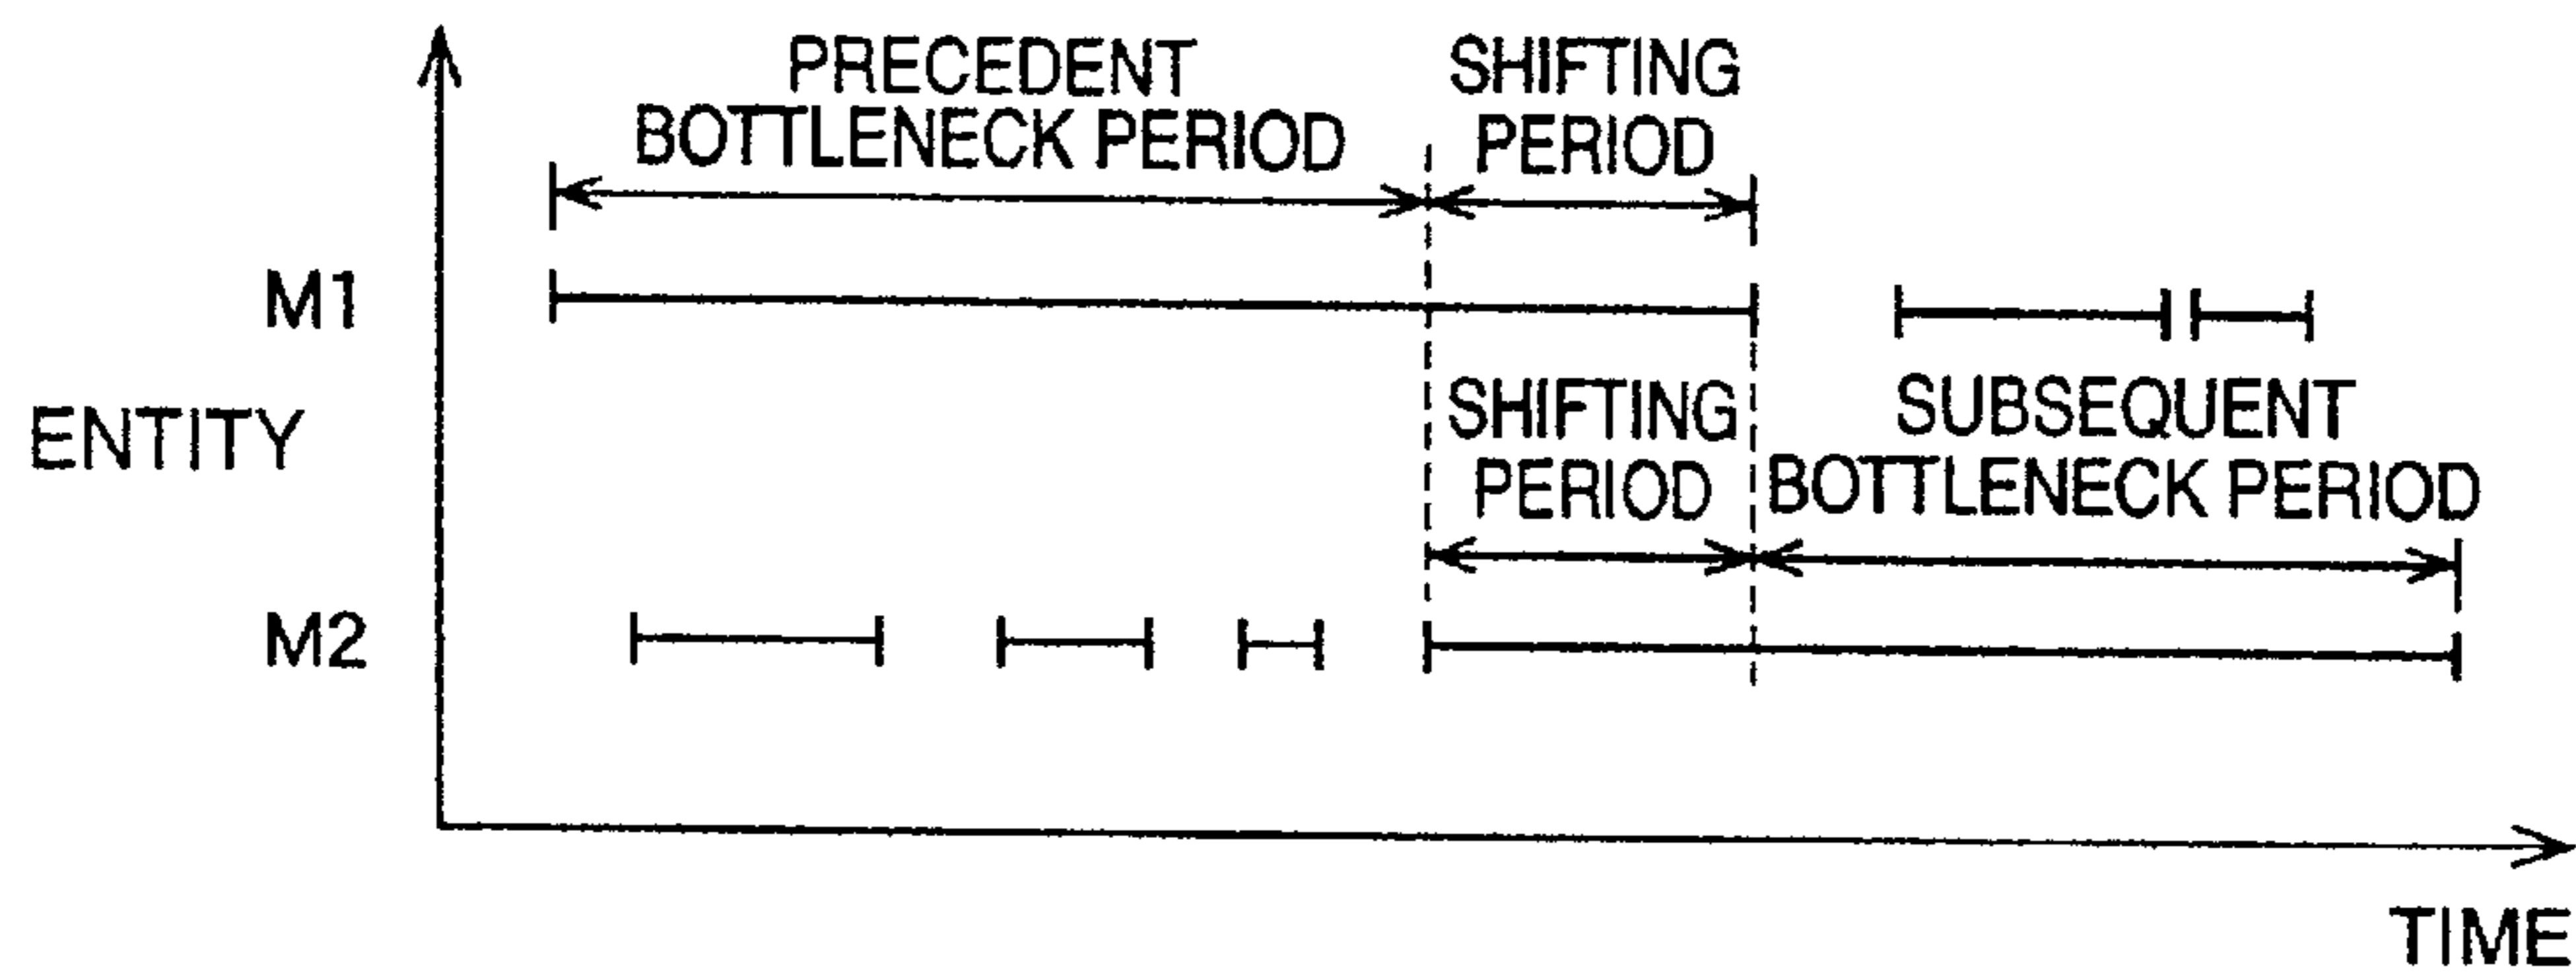 PRECEDENT
BOTTLENECK PERIOD
SHIFTING
PERIOD
M1
ENTITY
SHIFTING
PERIOD
SUBSEQUENT
BOTTLENECK PERIOD
M2
TIME